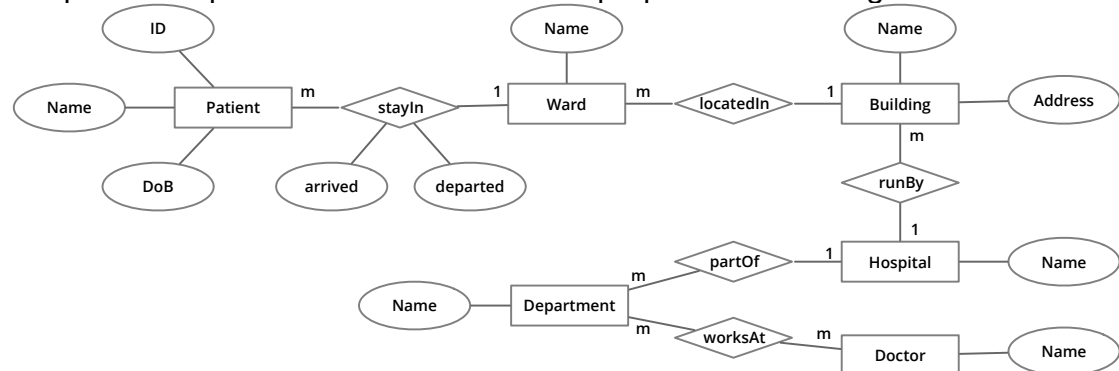 ID
Name
Name
Name
Patient
m
stayIn
1
Ward
m
locatedIn
1
Building
Address
m
DoB
arrived
departed
runBy
1
m
partOf
1
Hospital
Name
Name
Department
m
worksAt
m
Doctor
Name